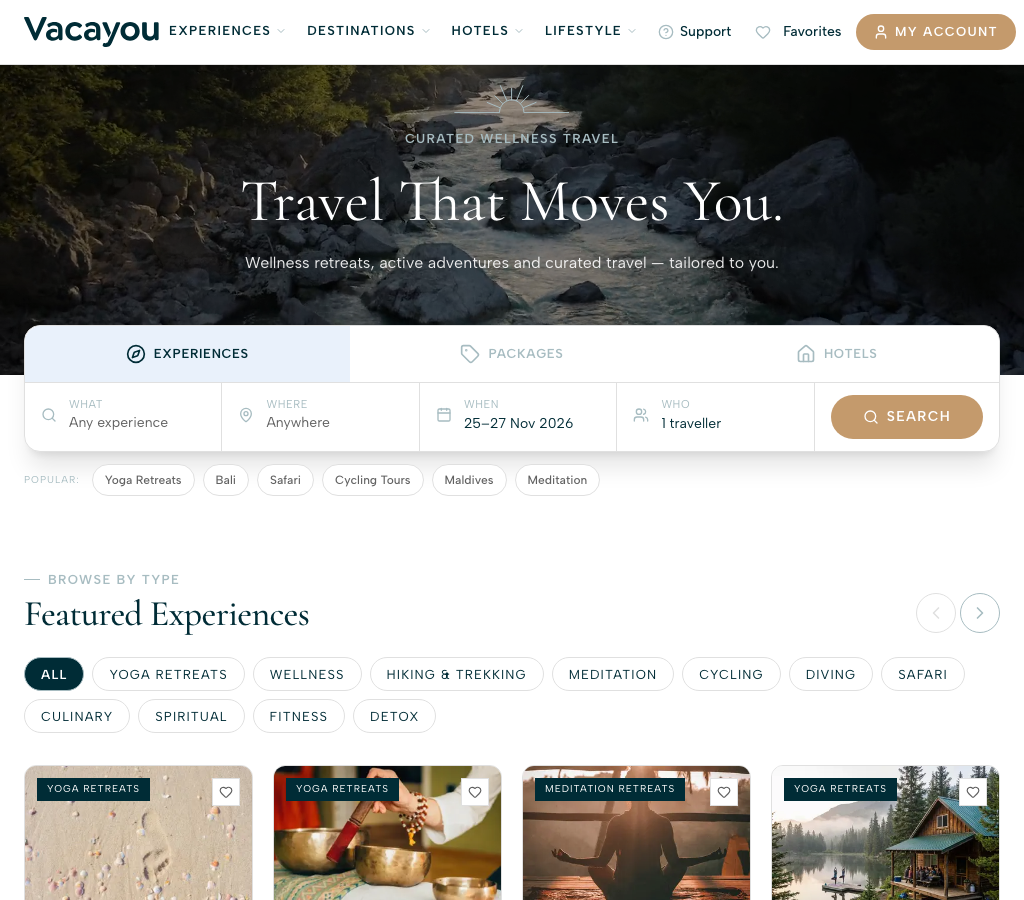 Vacayou EXPERIENCES DESTINATIONS HOTELS LIFESTYLE Support Favorites MY ACCOUNT
CURATED WELLNESS TRAVEL
Travel That Moves You.
Wellness retreats, active adventures and curated travel — tailored to you.
EXPERIENCES PACKAGES HOTELS
WHAT WHERE WHEN WHO
Any experience Anywhere 25–27 Nov 2026 1 traveller SEARCH
POPULAR: Yoga Retreats Bali Safari Cycling Tours Maldives Meditation
BROWSE BY TYPE
Featured Experiences
ALL YOGA RETREATS WELLNESS HIKING & TREKKING MEDITATION CYCLING DIVING SAFARI
CULINARY SPIRITUAL FITNESS DETOX
YOGA RETREATS YOGA RETREATS MEDITATION RETREATS YOGA RETREATS